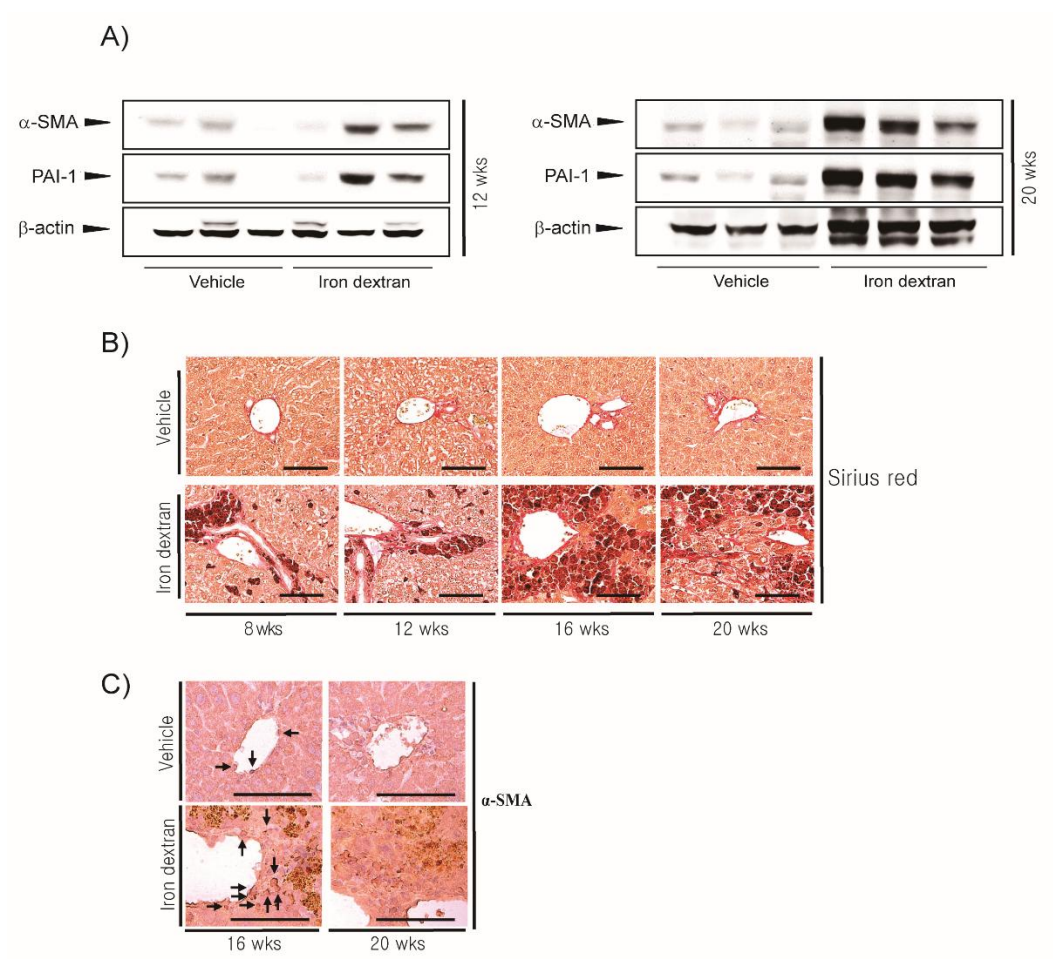 A)
α-SMA
PAI-1
β-actin
12 wks
Vehicle
Iron dextran
α-SMA
PAI-1
β-actin
20 wks
Vehicle
Iron dextran
B)
Vehicle
Iron dextran
Sirius red
8wks
12 wks
16 wks
20 wks
C)
Vehicle
Iron dextran
α-SMA
16 wks
20 wks